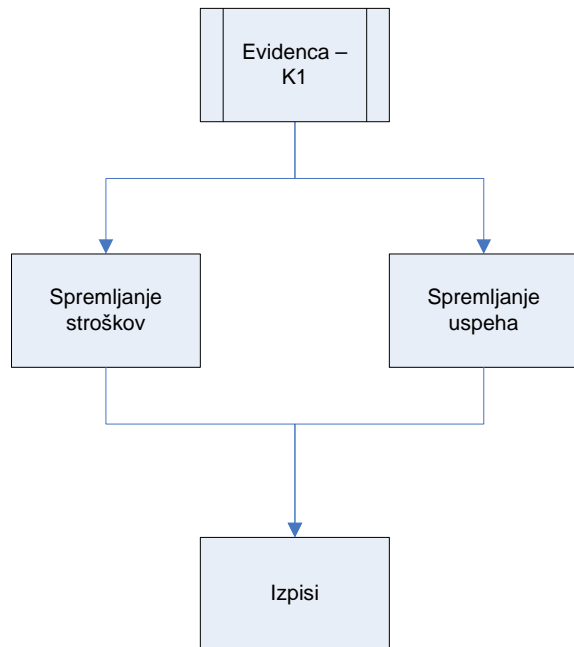 Evidenca –
K1
Spremljanje
stroškov
Spremljanje
uspeha
Izpisi